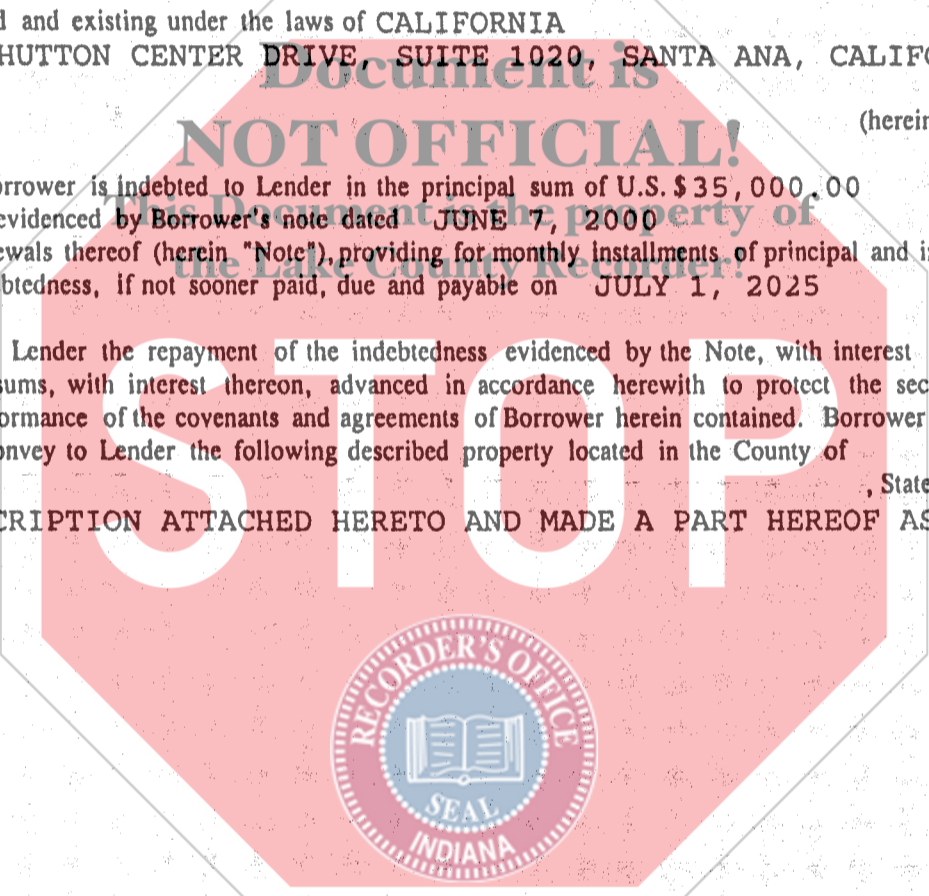 d and existing under the laws of CALIFORNIA
HUTTON CENTER DRIVE, SUITE 1020, SANTA ANA, CALIFO
Document is
(herein
NOT OFFICIAL!
orrower is indebted to Lender in the principal sum of U.S. $ 35,000.00
This Document is the property of
evidenced by Borrower's note dated JUNE 7, 2000
ewals thereof (herein "Note"), providing for monthly installments of principal and i
the Lake County Recorder!
btedness, if not sooner paid, due and payable on JULY 1, 2025
Lender the repayment of the indebtedness evidenced by the Note, with interest
sums, with interest thereon, advanced in accordance herewith to protect the sec
ormance of the covenants and agreements of Borrower herein contained. Borrower
onvey to Lender the following described property located in the County of
, State
CRIPTION ATTACHED HERETO AND MADE A PART HEREOF AS
STOP
RECORDER'S OFFICE
SEAL
INDIANA